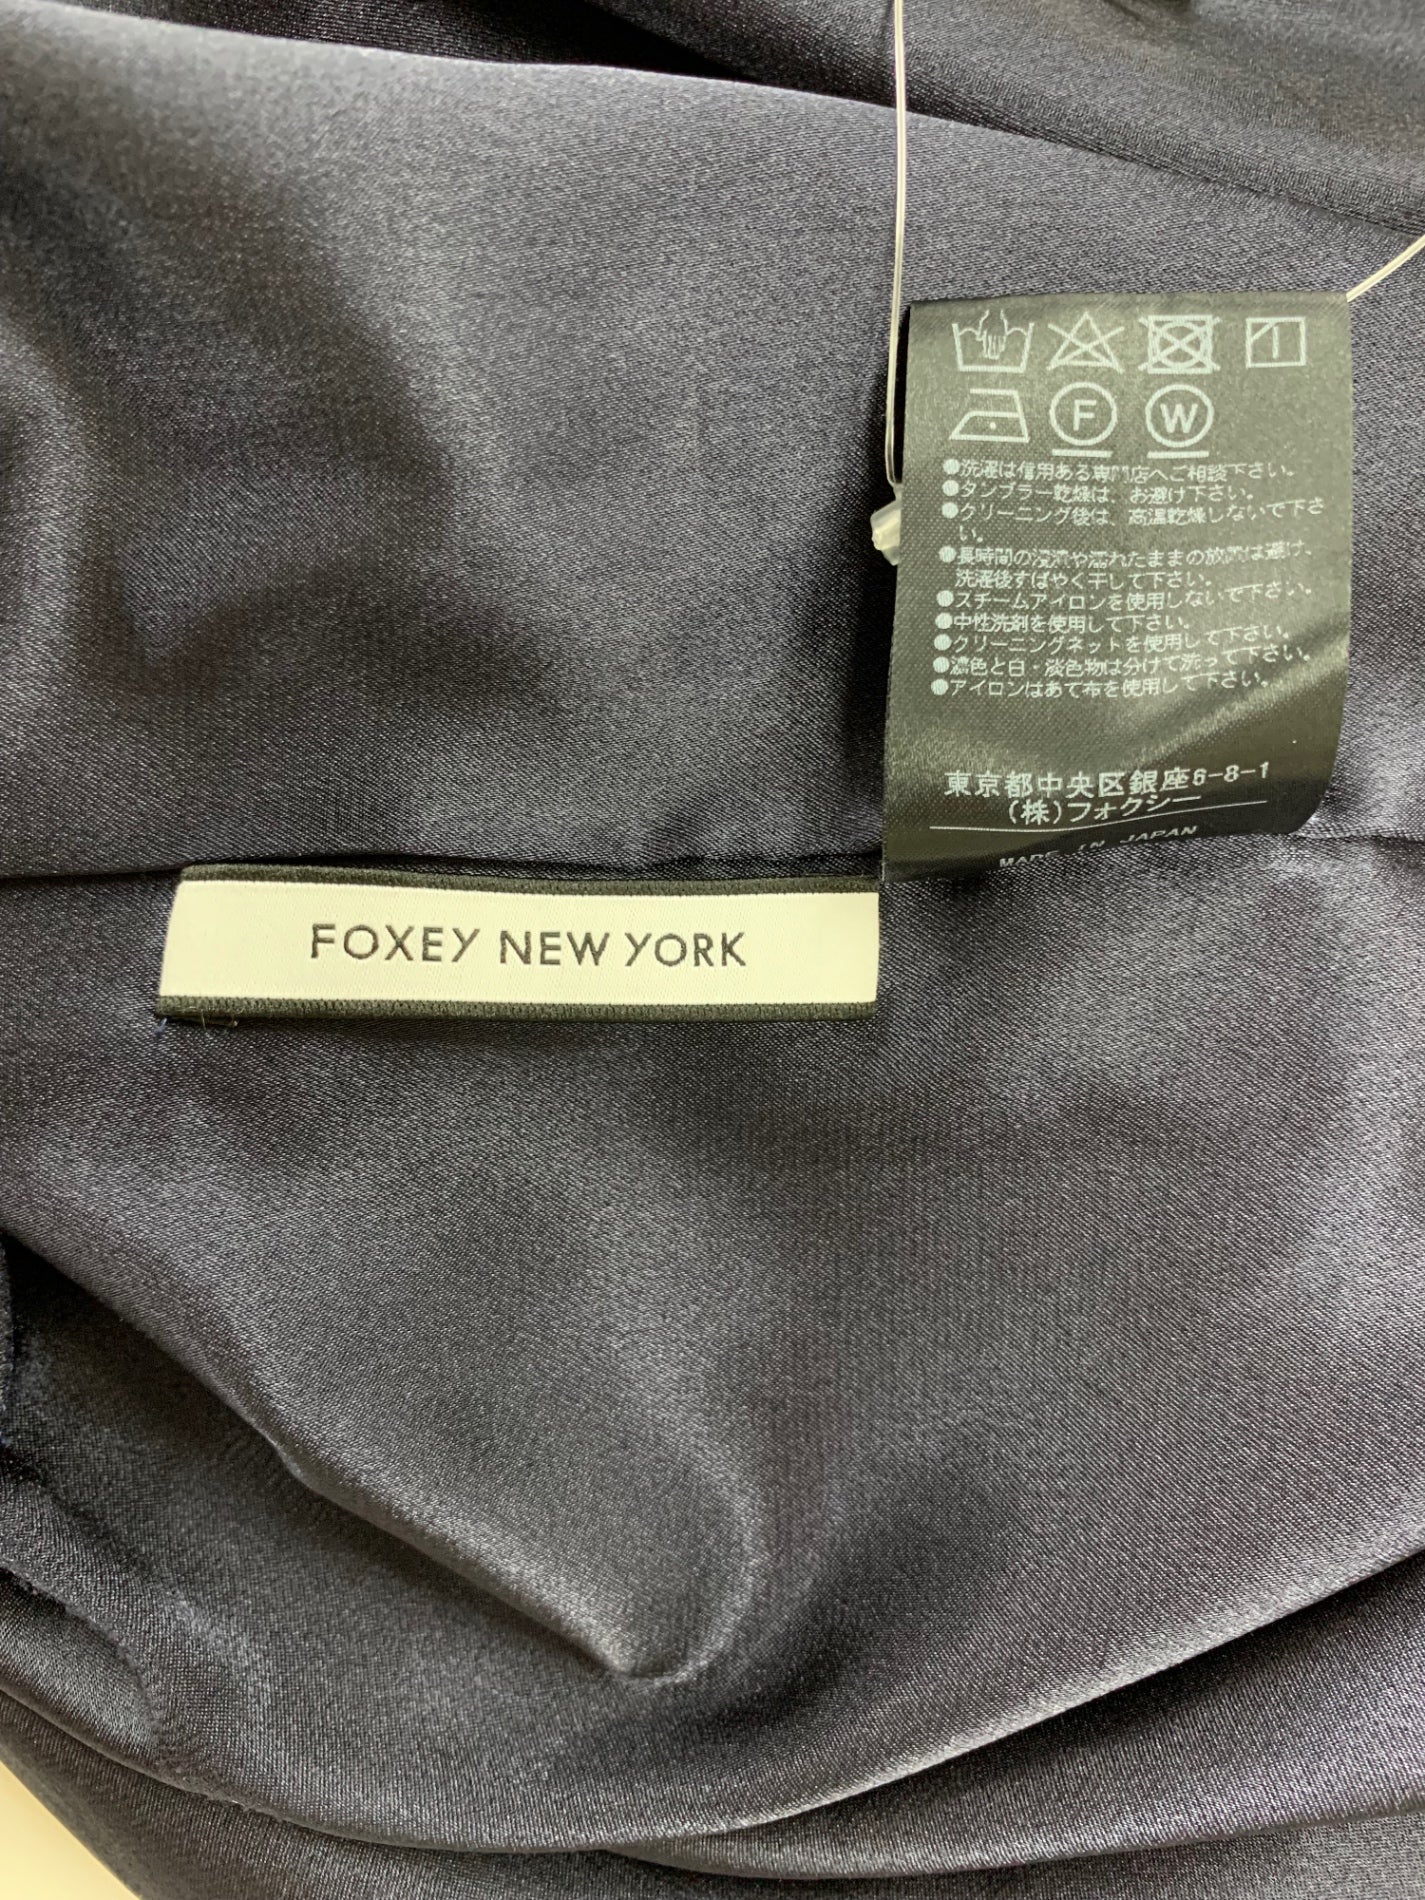 F W
●洗濯は信用ある専門店へご相談下さい。
●タンブラー乾燥は、お避け下さい。
●クリーニング後は、高温乾燥しないで下さ
い。
●長時間の浸漬や濡れたままの放置は避け、
洗濯後すばやく干して下さい。
●スチームアイロンを使用しないで下さい。
●中性洗剤を使用して下さい。
●クリーニングネットを使用して下さい。
●濃色と白・淡色物は分けて洗って下さい。
●アイロンはあて布を使用して下さい。
東京都中央区銀座6-8-1
(株)フォクシー
MADE IN JAPAN
FOXEY NEW YORK